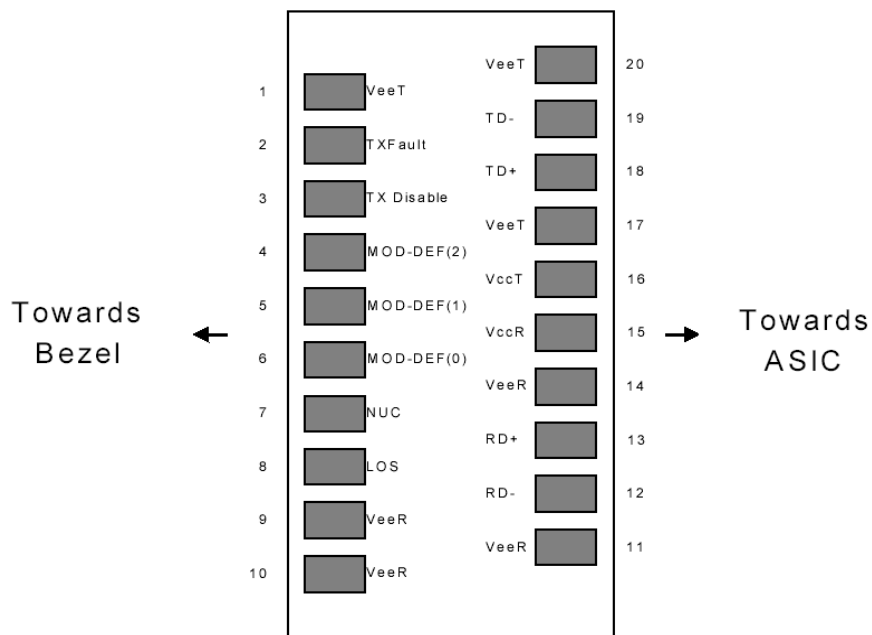 VeeT 20
1 VeeT
TD- 19
2 TXFault
TD+ 18
3 TX Disable
VeeT 17
4 MOD-DEF(2)
VccT 16
5 MOD-DEF(1)
Towards
Bezel
VccR 15
Towards
ASIC
6 MOD-DEF(0)
VeeR 14
7 NUC
RD+ 13
8 LOS
RD- 12
9 VeeR
VeeR 11
10 VeeR